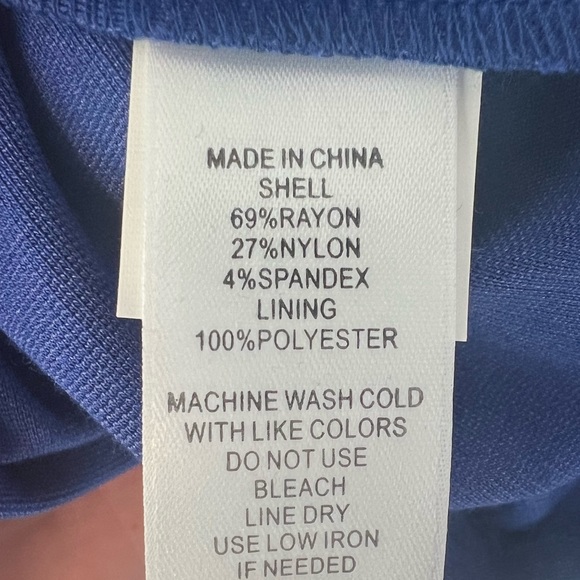 MADE IN CHINA
SHELL
69%RAYON
27%NYLON
4%SPANDEX
LINING
100%POLYESTER
MACHINE WASH COLD
WITH LIKE COLORS
DO NOT USE
BLEACH
LINE DRY
USE LOW IRON
IF NEEDED